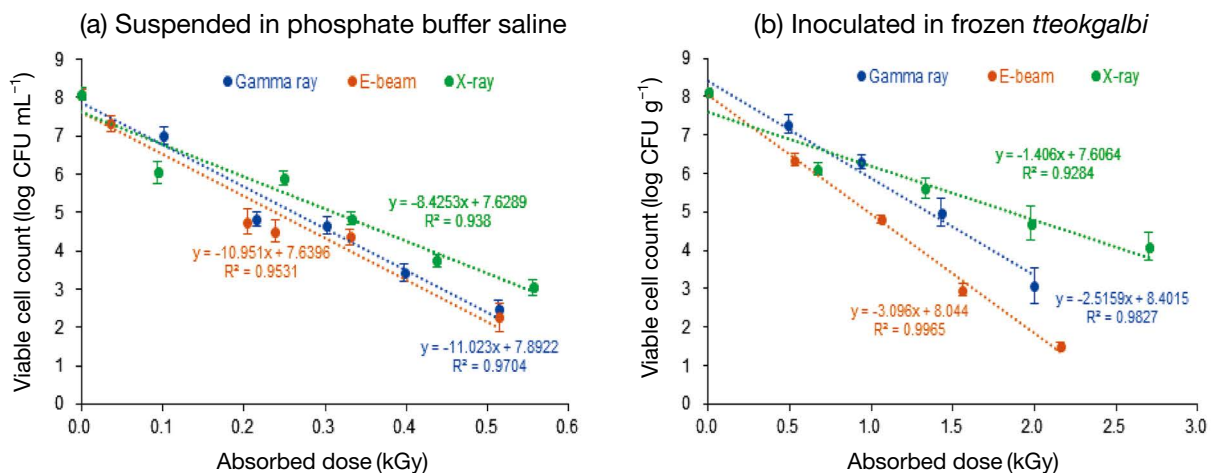 (a) Suspended in phosphate buffer saline
Viable cell count (log CFU mL⁻¹)
9
8
7
6
5
4
3
2
1
0
Gamma ray E-beam X-ray
y = -8.4253x + 7.6289
R² = 0.938
y = -10.951x + 7.6396
R² = 0.9531
y = -11.023x + 7.8922
R² = 0.9704
0.0 0.1 0.2 0.3 0.4 0.5 0.6
Absorbed dose (kGy)
(b) Inoculated in frozen tteokgalbi
Viable cell count (log CFU g⁻¹)
9
8
7
6
5
4
3
2
1
0
Gamma ray E-beam X-ray
y = -1.406x + 7.6064
R² = 0.9284
y = -2.5159x + 8.4015
R² = 0.9827
y = -3.096x + 8.044
R² = 0.9965
0.0 0.5 1.0 1.5 2.0 2.5 3.0
Absorbed dose (kGy)